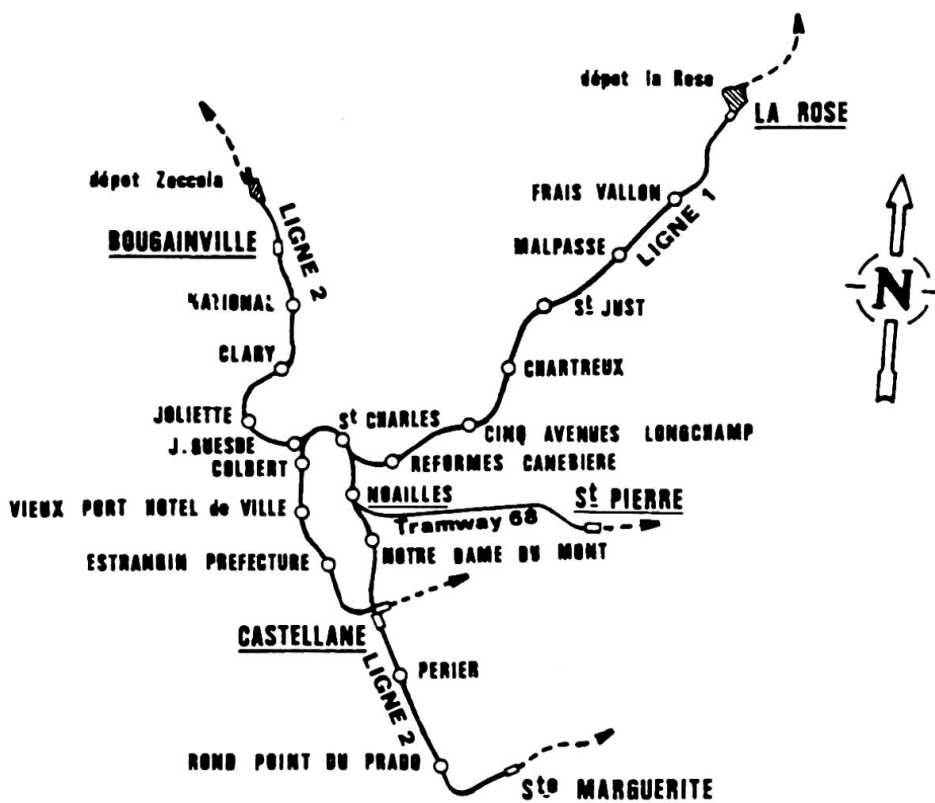 dépot la Rose
LA ROSE
dépot Zoccola
LIGNE 2
BOUGAINVILLE
FRAIS VALLON
LIGNE 1
MALPASSE
N
NATIONAL
St JUST
CLARY
CHARTREUX
JOLIETTE
St CHARLES
CINQ AVENUES LONGCHAMP
J. GUESDE
COLBERT
REFORMES CANEBIERE
NOAILLES
St PIERRE
VIEUX PORT HOTEL de VILLE
Tramway 68
NOTRE DAME DU MONT
ESTRANGIN PREFECTURE
CASTELLANE
LIGNE 2
PERIER
ROND POINT DU PRADO
Ste MARGUERITE